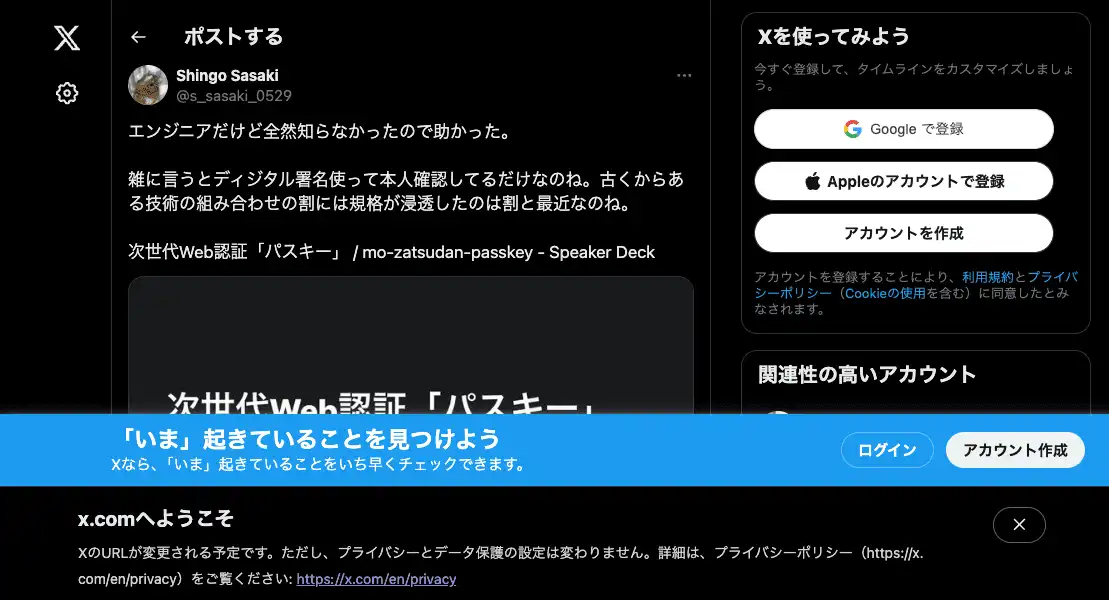 ポストする
Shingo Sasaki
@s_sasaki_0529
エンジニアだけど全然知らなかったので助かった。
雑に言うとディジタル署名使って本人確認してるだけなのね。古くからあ
る技術の組み合わせの割には規格が浸透したのは割と最近なのね。
次世代Web認証「パスキー」 / mo-zatsudan-passkey - Speaker Deck
次世代Web認証「パスキー」
Xを使ってみよう
今すぐ登録して、タイムラインをカスタマイズしましょ
う。
Google で登録
Appleのアカウントで登録
アカウントを作成
アカウントを登録することにより、利用規約とプライバ
シーポリシー（Cookieの使用を含む）に同意したとみ
なされます。
関連性の高いアカウント
「いま」起きていることを見つけよう
Xなら、「いま」起きていることをいち早くチェックできます。
ログイン
アカウント作成
x.comへようこそ
XのURLが変更される予定です。ただし、プライバシーとデータ保護の設定は変わりません。詳細は、プライバシーポリシー（https://x.
com/en/privacy）をご覧ください: https://x.com/en/privacy